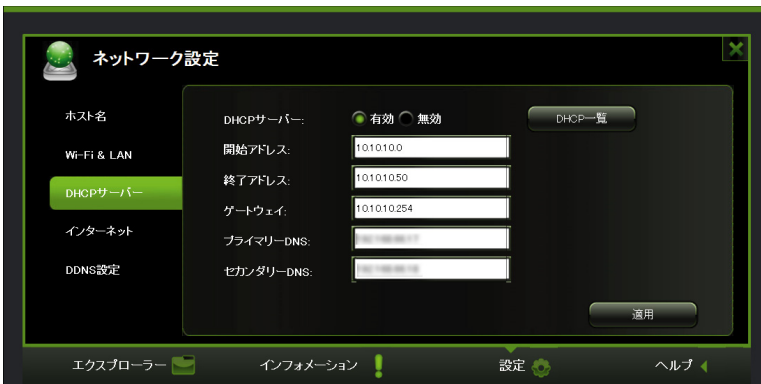 ネットワーク設定
ホスト名
Wi-Fi & LAN
DHCPサーバー
インターネット
DDNS設定
DHCPサーバー: 有効 無効 DHCP一覧
開始アドレス: 10.10.10.0
終了アドレス: 10.10.10.50
ゲートウェイ: 10.10.10.254
プライマリーDNS:
セカンダリーDNS:
適用
エクスプローラー インフォメーション 設定 ヘルプ